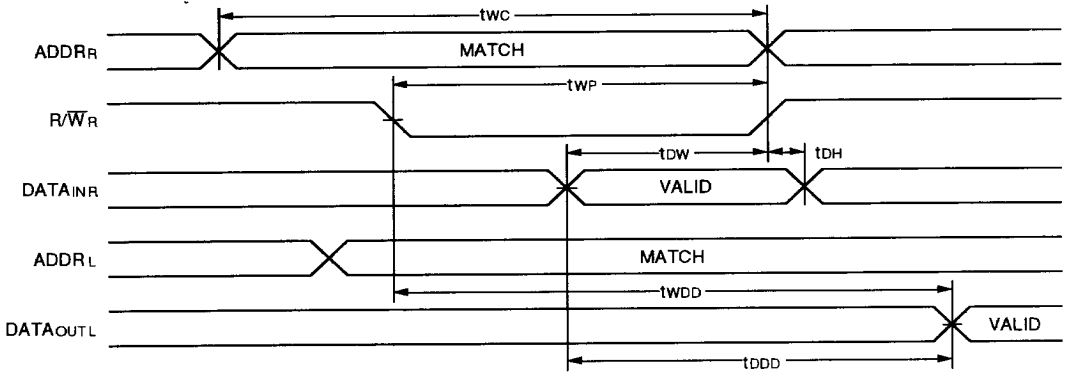 tWC
ADDRR MATCH
tWP
R/W̅R
tDW tDH
DATAINR VALID
ADDRL MATCH
tWDD
DATAOUTL VALID
tDDD